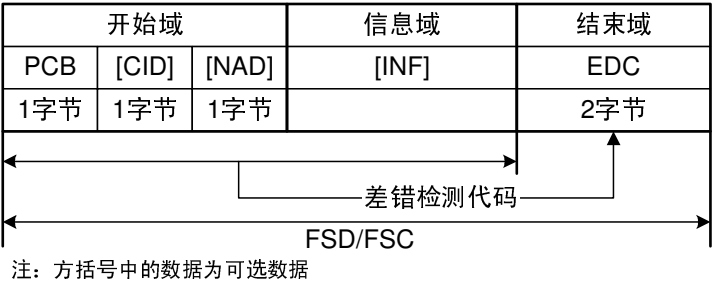 开始域 信息域 结束域
PCB [CID] [NAD] [INF] EDC
1字节 1字节 1字节 2字节
差错检测代码
FSD/FSC
注：方括号中的数据为可选数据